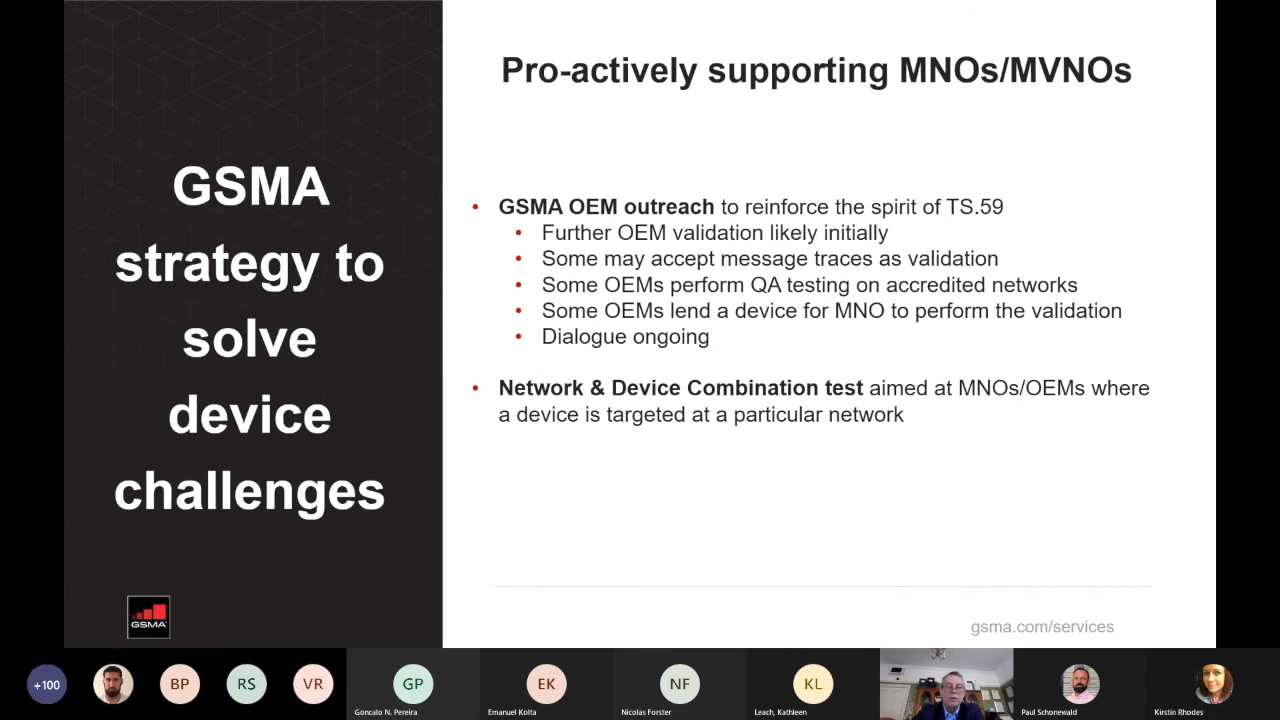 GSMA
strategy to
solve
device
challenges
GSMA
Pro-actively supporting MNOs/MVNOs
• GSMA OEM outreach to reinforce the spirit of TS.59
• Further OEM validation likely initially
• Some may accept message traces as validation
• Some OEMs perform QA testing on accredited networks
• Some OEMs lend a device for MNO to perform the validation
• Dialogue ongoing
• Network & Device Combination test aimed at MNOs/OEMs where
a device is targeted at a particular network
gsma.com/services
+100
BP
RS
VR
GP
Goncalo N. Pereira
EK
Emanuel Kolta
NF
Nicolas Forster
KL
Leach, Kathleen
Paul Schonewald
Kirstin Rhodes